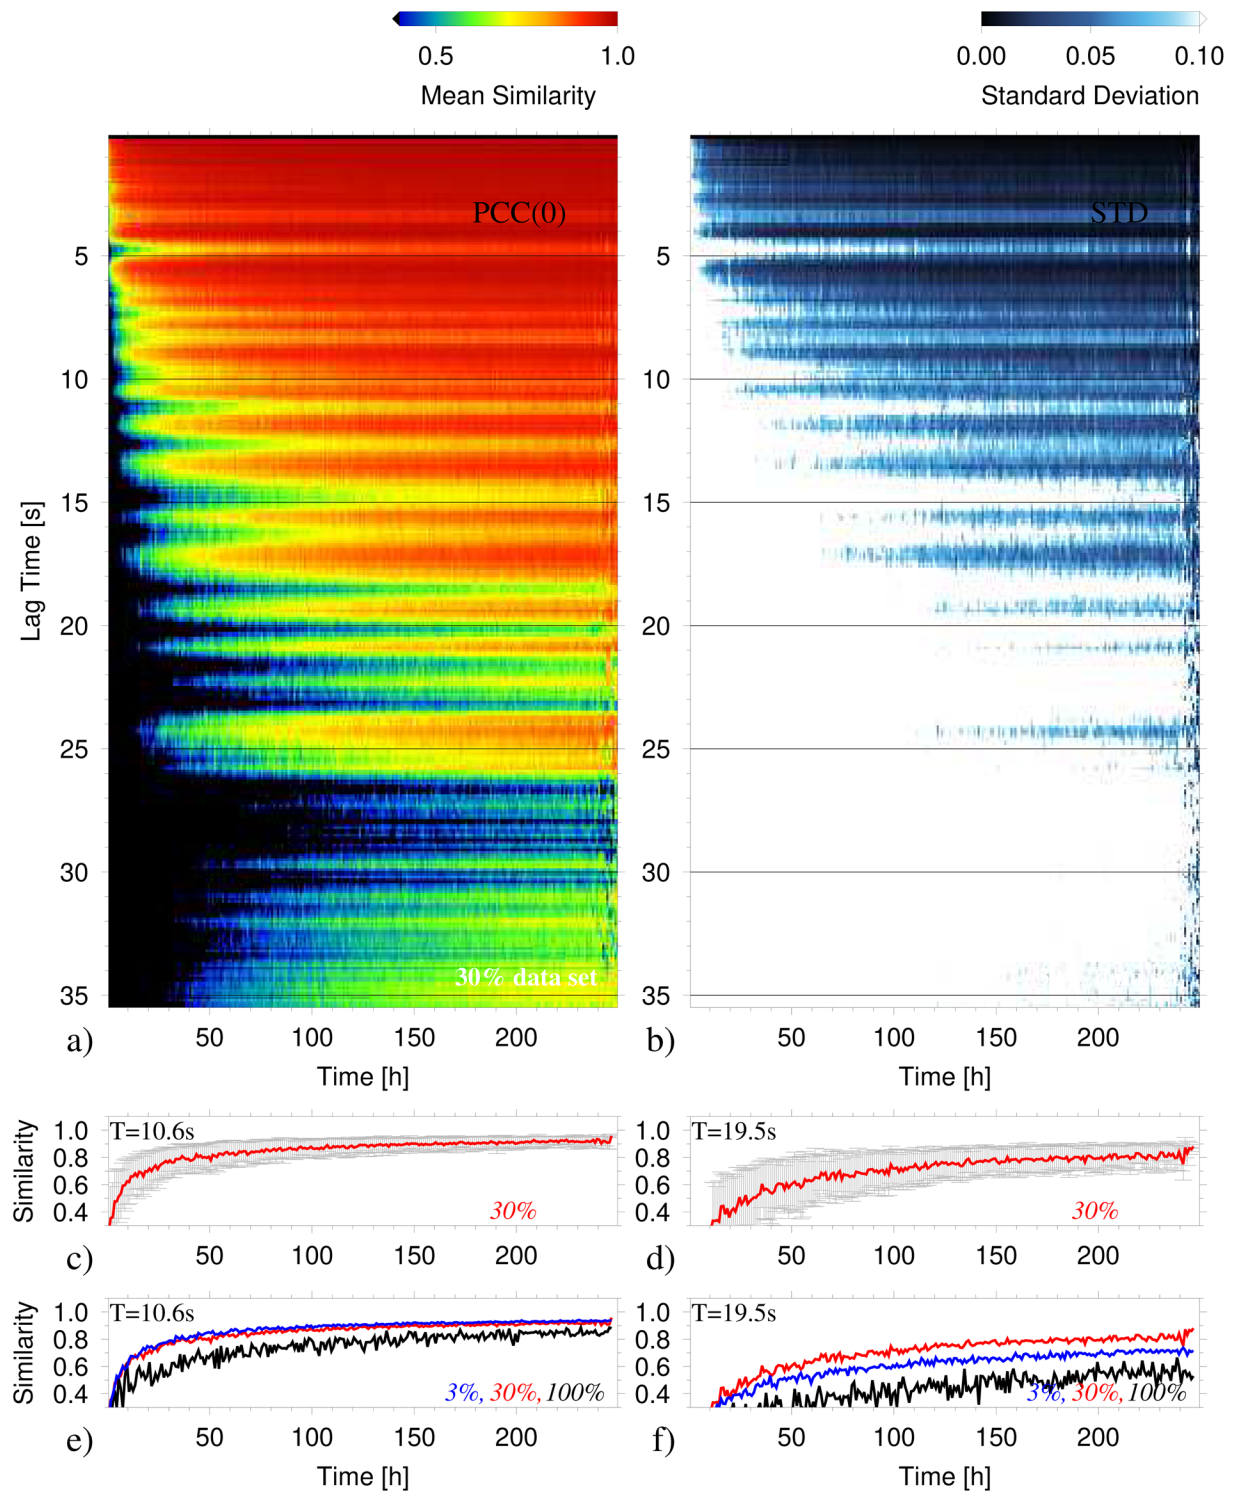 0.5 1.0
Mean Similarity
0.00 0.05 0.10
Standard Deviation
PCC(0)
STD
5
10
15
20
25
30
35
Lag Time [s]
30% data set
5
10
15
20
25
30
35
a)
50 100 150 200
Time [h]
b)
50 100 150 200
Time [h]
Similarity
1.0
0.8
0.6
0.4
T=10.6s
30%
c)
50 100 150 200
1.0
0.8
0.6
0.4
T=19.5s
30%
d)
50 100 150 200
Similarity
1.0
0.8
0.6
0.4
T=10.6s
3%, 30%, 100%
e)
50 100 150 200
Time [h]
1.0
0.8
0.6
0.4
T=19.5s
3%, 30%, 100%
f)
50 100 150 200
Time [h]